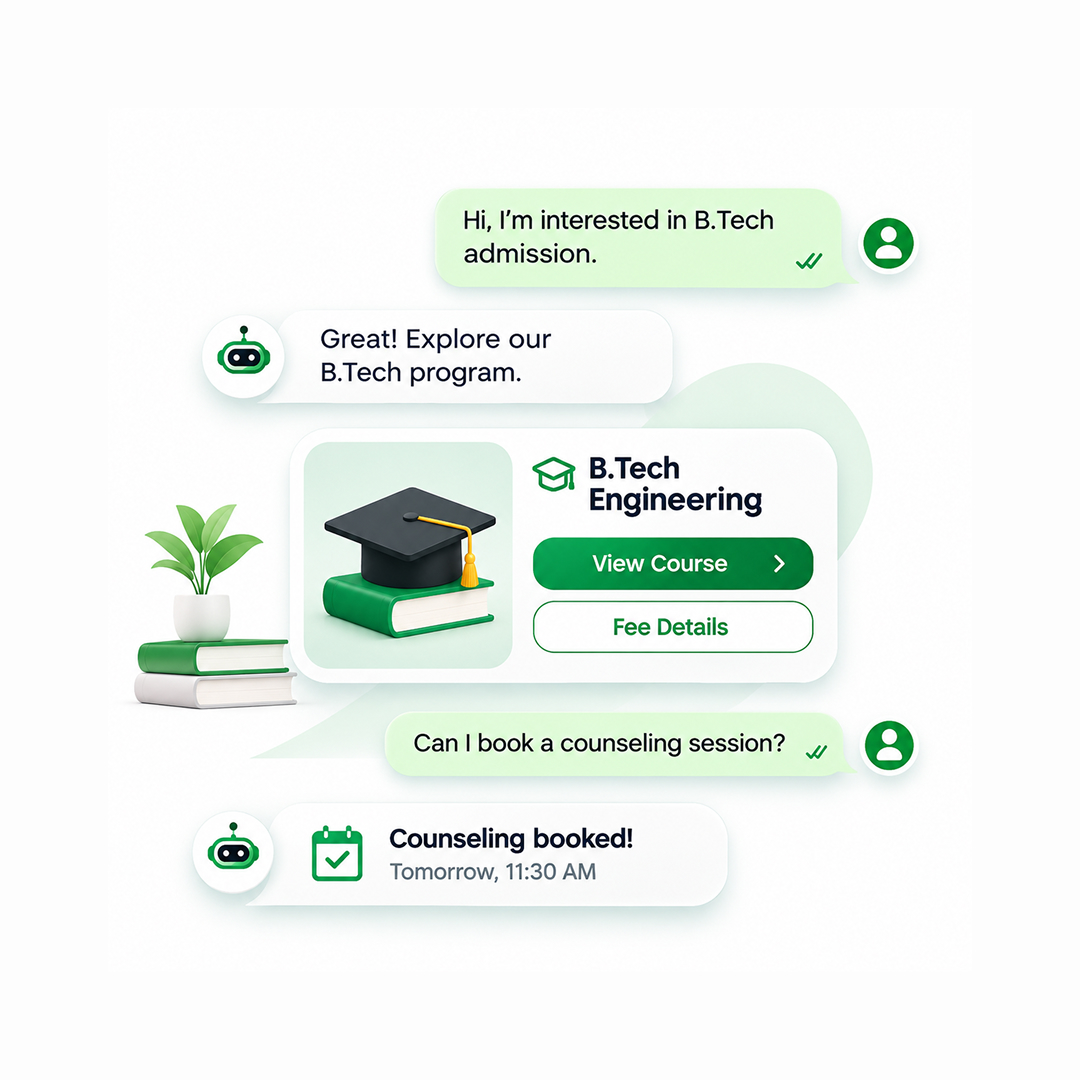 Hi, I'm interested in B.Tech
admission.
Great! Explore our
B.Tech program.
B.Tech
Engineering
View Course
Fee Details
Can I book a counseling session?
Counseling booked!
Tomorrow, 11:30 AM